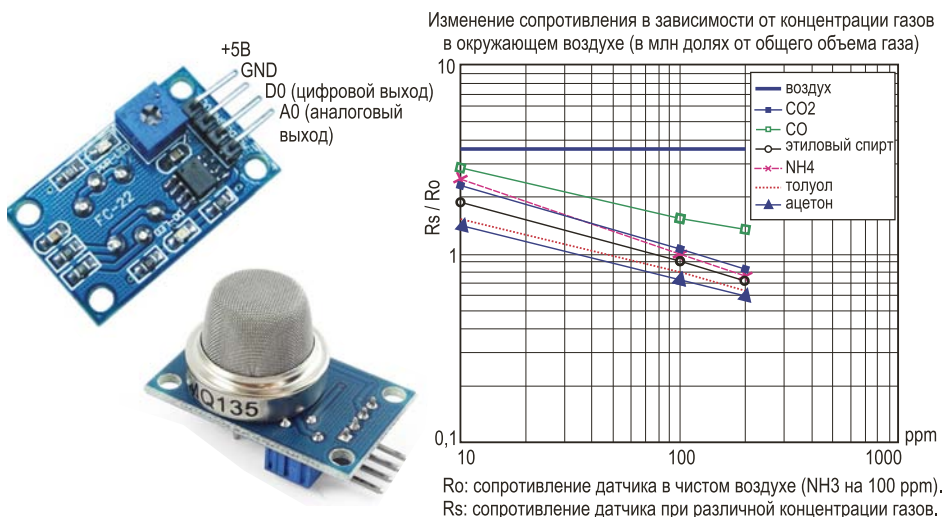 Изменение сопротивления в зависимости от концентрации газов
в окружающем воздухе (в млн долях от общего объема газа)
+5В
GND
D0 (цифровой выход)
A0 (аналоговый
выход)
FC-22
MQ135
10
1
0,1
Rs / Ro
воздух
CO2
CO
этиловый спирт
NH4
толуол
ацетон
10
100
1000
ppm
Ro: сопротивление датчика в чистом воздухе (NH3 на 100 ppm).
Rs: сопротивление датчика при различной концентрации газов.